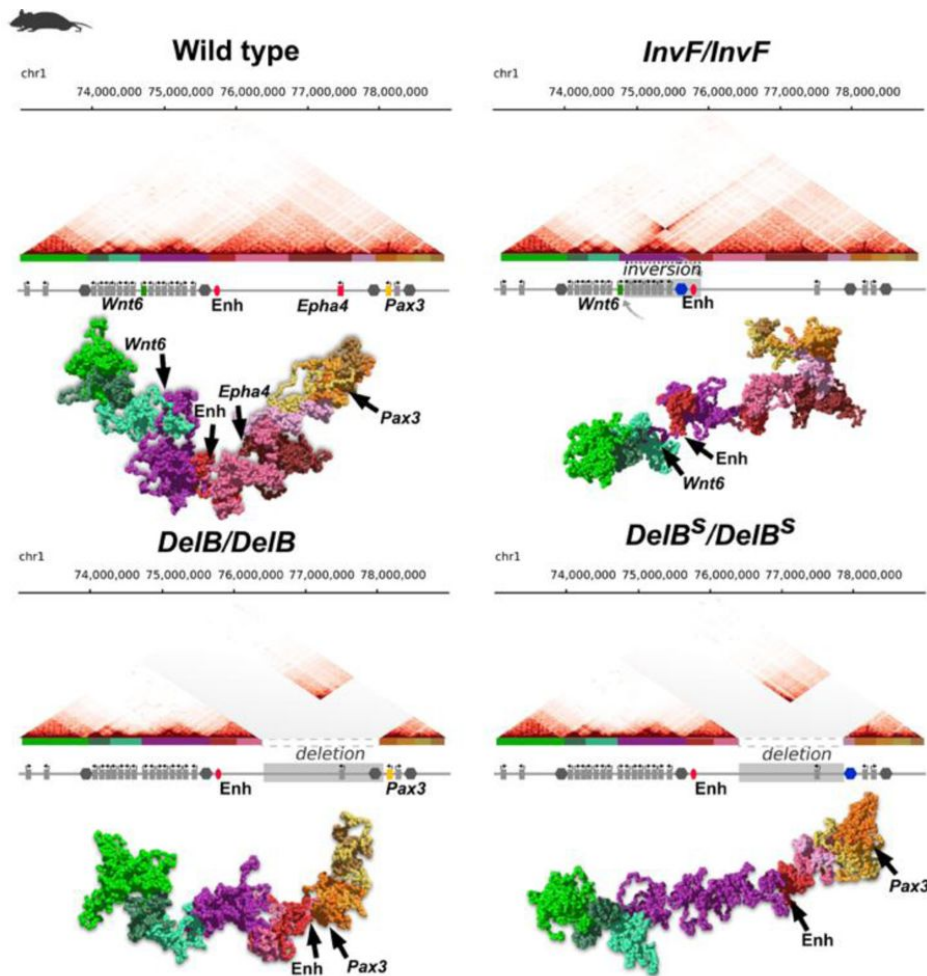 Wild type
chr1
74,000,000 75,000,000 76,000,000 77,000,000 78,000,000
Wnt6 Enh Epha4 Pax3
Wnt6
Epha4
Enh
Pax3
InvF/InvF
chr1
74,000,000 75,000,000 76,000,000 77,000,000 78,000,000
inversion
Wnt6 Enh
Enh
Wnt6
DelB/DelB
chr1
74,000,000 75,000,000 76,000,000 77,000,000 78,000,000
deletion
Enh Pax3
Enh Pax3
DelBS/DelBS
chr1
74,000,000 75,000,000 76,000,000 77,000,000 78,000,000
deletion
Enh
Pax3
Enh